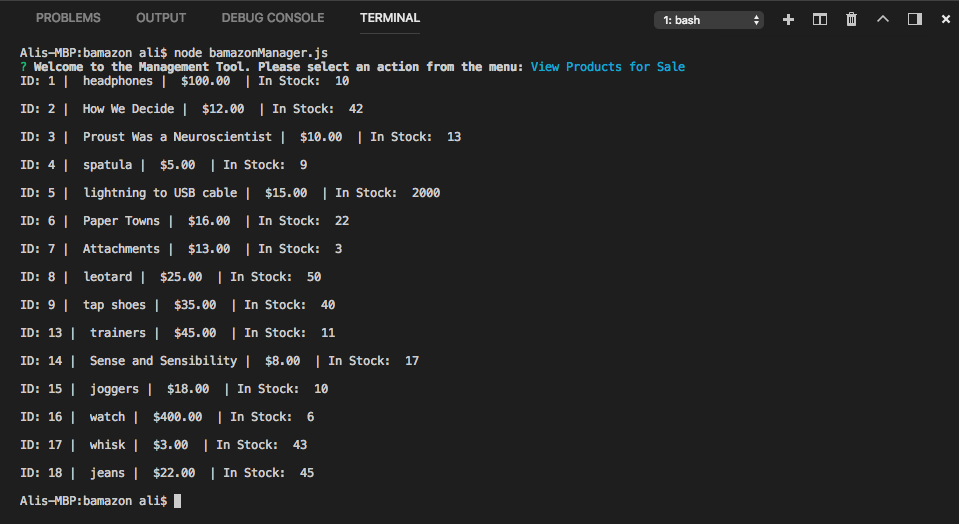 PROBLEMS OUTPUT DEBUG CONSOLE TERMINAL 1: bash
Alis-MBP:bamazon ali$ node bamazonManager.js
? Welcome to the Management Tool. Please select an action from the menu: View Products for Sale
ID: 1 |  headphones |  $100.00  | In Stock:  10
ID: 2 |  How We Decide |  $12.00  | In Stock:  42
ID: 3 |  Proust Was a Neuroscientist |  $10.00  | In Stock:  13
ID: 4 |  spatula |  $5.00  | In Stock:  9
ID: 5 |  lightning to USB cable |  $15.00  | In Stock:  2000
ID: 6 |  Paper Towns |  $16.00  | In Stock:  22
ID: 7 |  Attachments |  $13.00  | In Stock:  3
ID: 8 |  leotard |  $25.00  | In Stock:  50
ID: 9 |  tap shoes |  $35.00  | In Stock:  40
ID: 13 |  trainers |  $45.00  | In Stock:  11
ID: 14 |  Sense and Sensibility |  $8.00  | In Stock:  17
ID: 15 |  joggers |  $18.00  | In Stock:  10
ID: 16 |  watch |  $400.00  | In Stock:  6
ID: 17 |  whisk |  $3.00  | In Stock:  43
ID: 18 |  jeans |  $22.00  | In Stock:  45
Alis-MBP:bamazon ali$